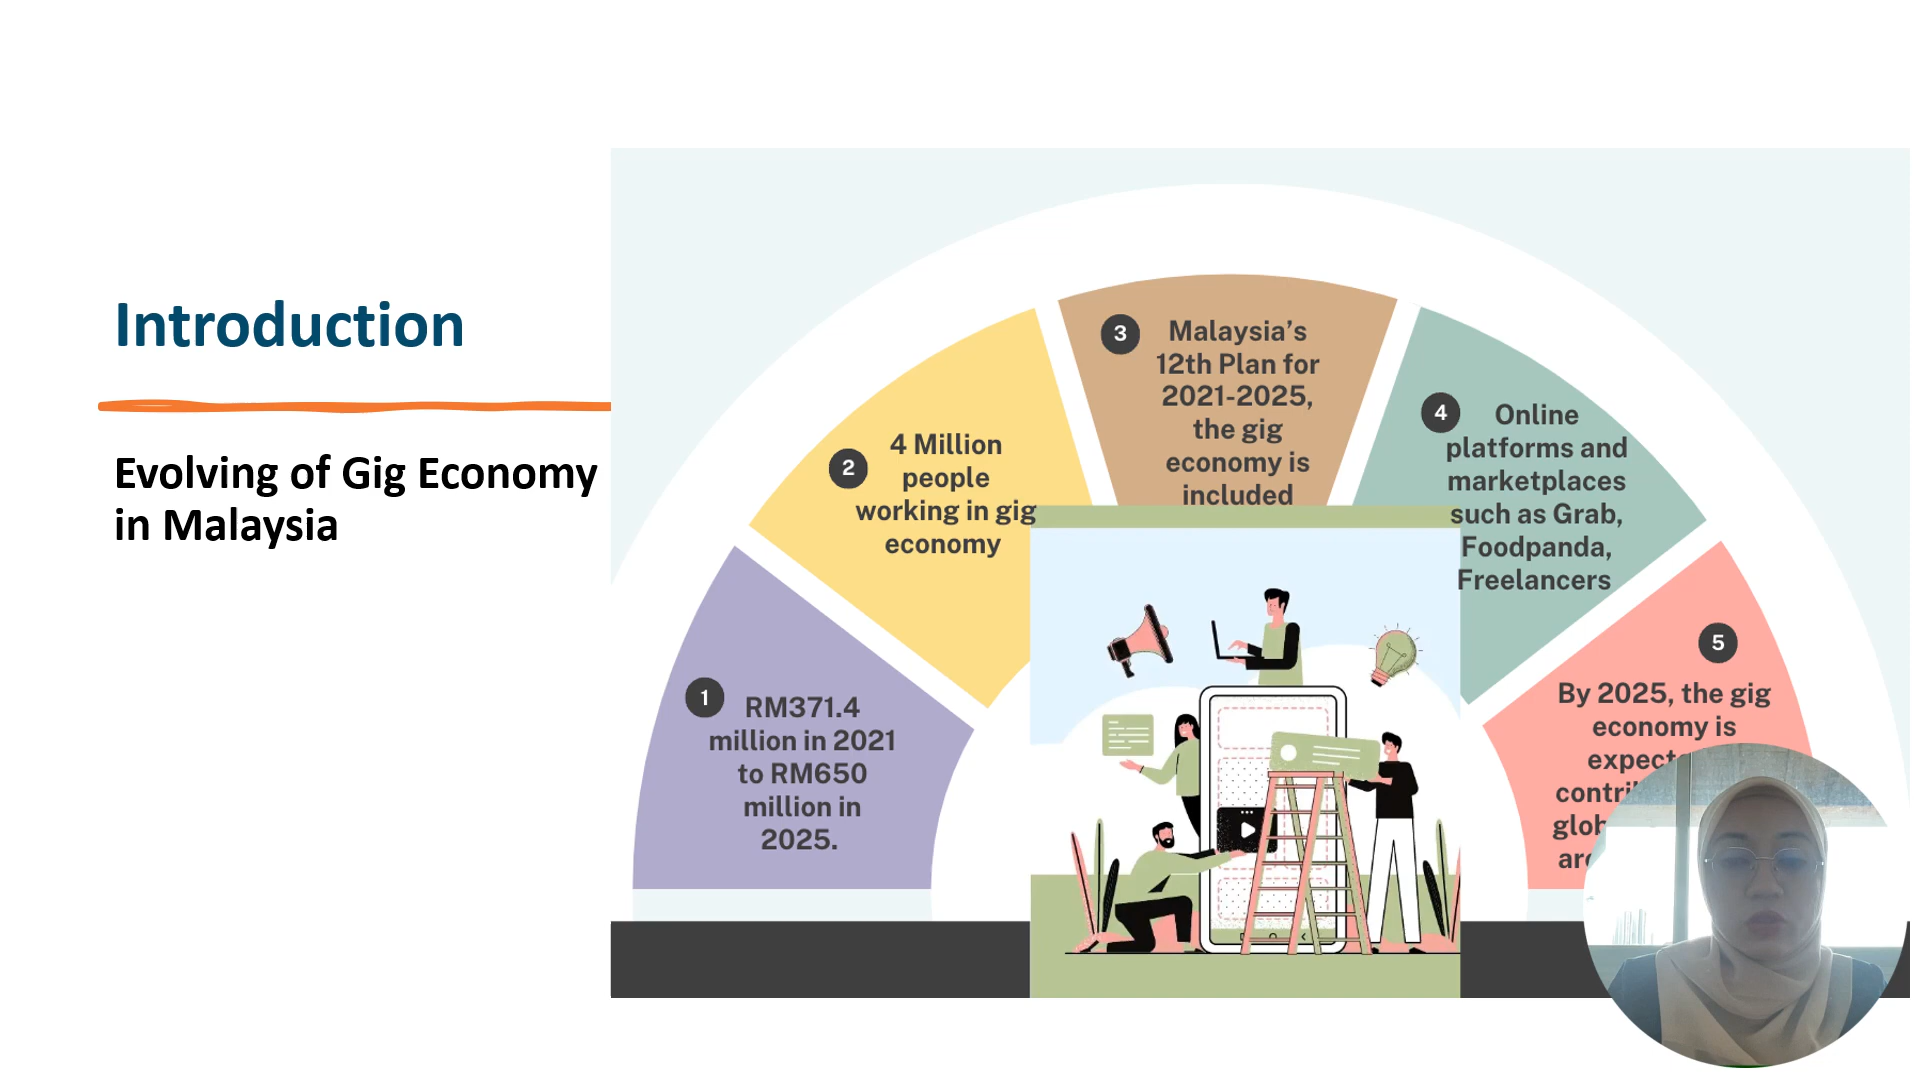 Introduction
Evolving of Gig Economy
in Malaysia
1
RM371.4
million in 2021
to RM650
million in
2025.
2
4 Million
people
working in gig
economy
3
Malaysia’s
12th Plan for
2021-2025,
the gig
economy is
included
4
Online
platforms and
marketplaces
such as Grab,
Foodpanda,
Freelancers
5
By 2025, the gig
economy is